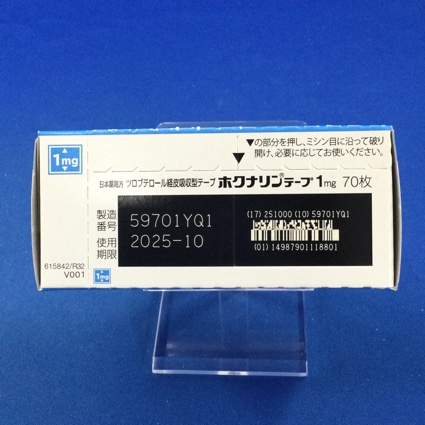 ▼の部分を押し、ミシン目に沿って破り
開け、必要に応じてお使いください。
1mg
日本薬局方 ツロブテロール経皮吸収型テープ ホクナリン®テープ1mg 70枚
製造番号 59701YQ1
使用期限 2025-10
(17) 251000 (10) 59701YQ1
(01) 14987901118801
615842/R32
V001
1mg